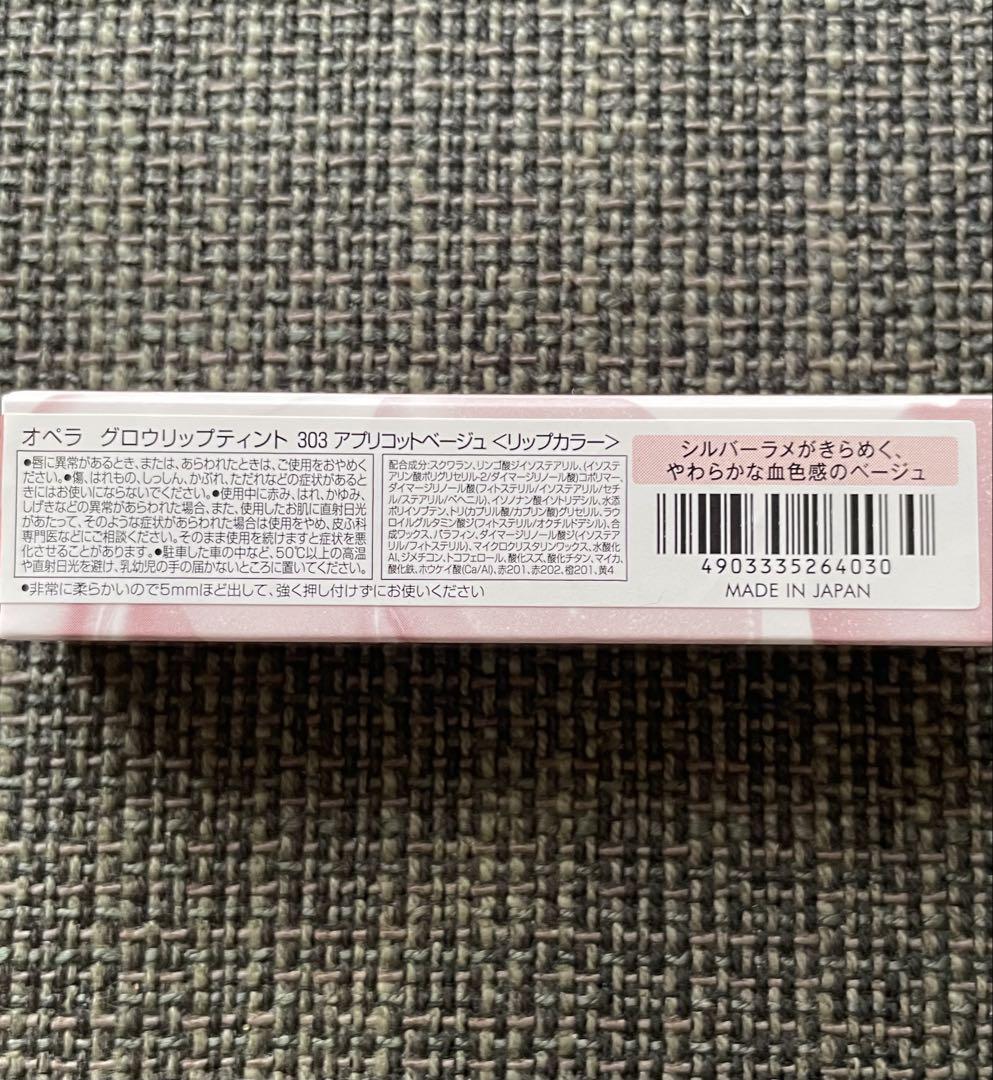 オペラ グロウリップティント 303 アプリコットベージュ<リップカラー>
●唇に異常があるとき、または、あらわれたときは、ご使用をおやめく
ださい。●傷、はれもの、しっしん、かぶれ、ただれなどの症状があると
きにはお使いにならないでください。●使用中に赤み、はれ、かゆみ、
しげきなどの異常があらわれた場合、また、使用したお肌に直射日光
があたって、そのような症状があらわれた場合は使用をやめ、皮ふ科
専門医などにご相談ください。そのまま使用を続けますと症状を悪
化させることがあります。●駐車した車の中など、50℃以上の高温
や直射日光を避け、乳幼児の手の届かないところに置いてください。
配合成分:スクワラン、リンゴ酸ジイソステアリル、(イソステ
アリン酸ポリグリセリル-2/ダイマージリノール酸)コポリマー、
ダイマージリノール酸(フィトステリル/イソステアリル/セチ
ル/ステアリル/ベヘニル)、イソノナン酸イソトリデシル、水添
ポリイソブテン、トリ(カプリル酸/カプリン酸)グリセリル、ラウ
ロイルグルタミン酸ジ(フィトステリル/オクチルドデシル)、合
成ワックス、パラフィン、ダイマージリノール酸ジ(イソステア
リル/フィトステリル)、マイクロクリスタリンワックス、水酸化
Al、ジメチコン、トコフェロール、酸化スズ、酸化チタン、マイカ、
酸化鉄、ホウケイ酸(Ca/Al)、赤201、赤202、橙201、黄4
●非常に柔らかいので5mmほど出して、強く押し付けずにお使いください
シルバーラメがきらめく、
やわらかな血色感のベージュ
4903335264030
MADE IN JAPAN